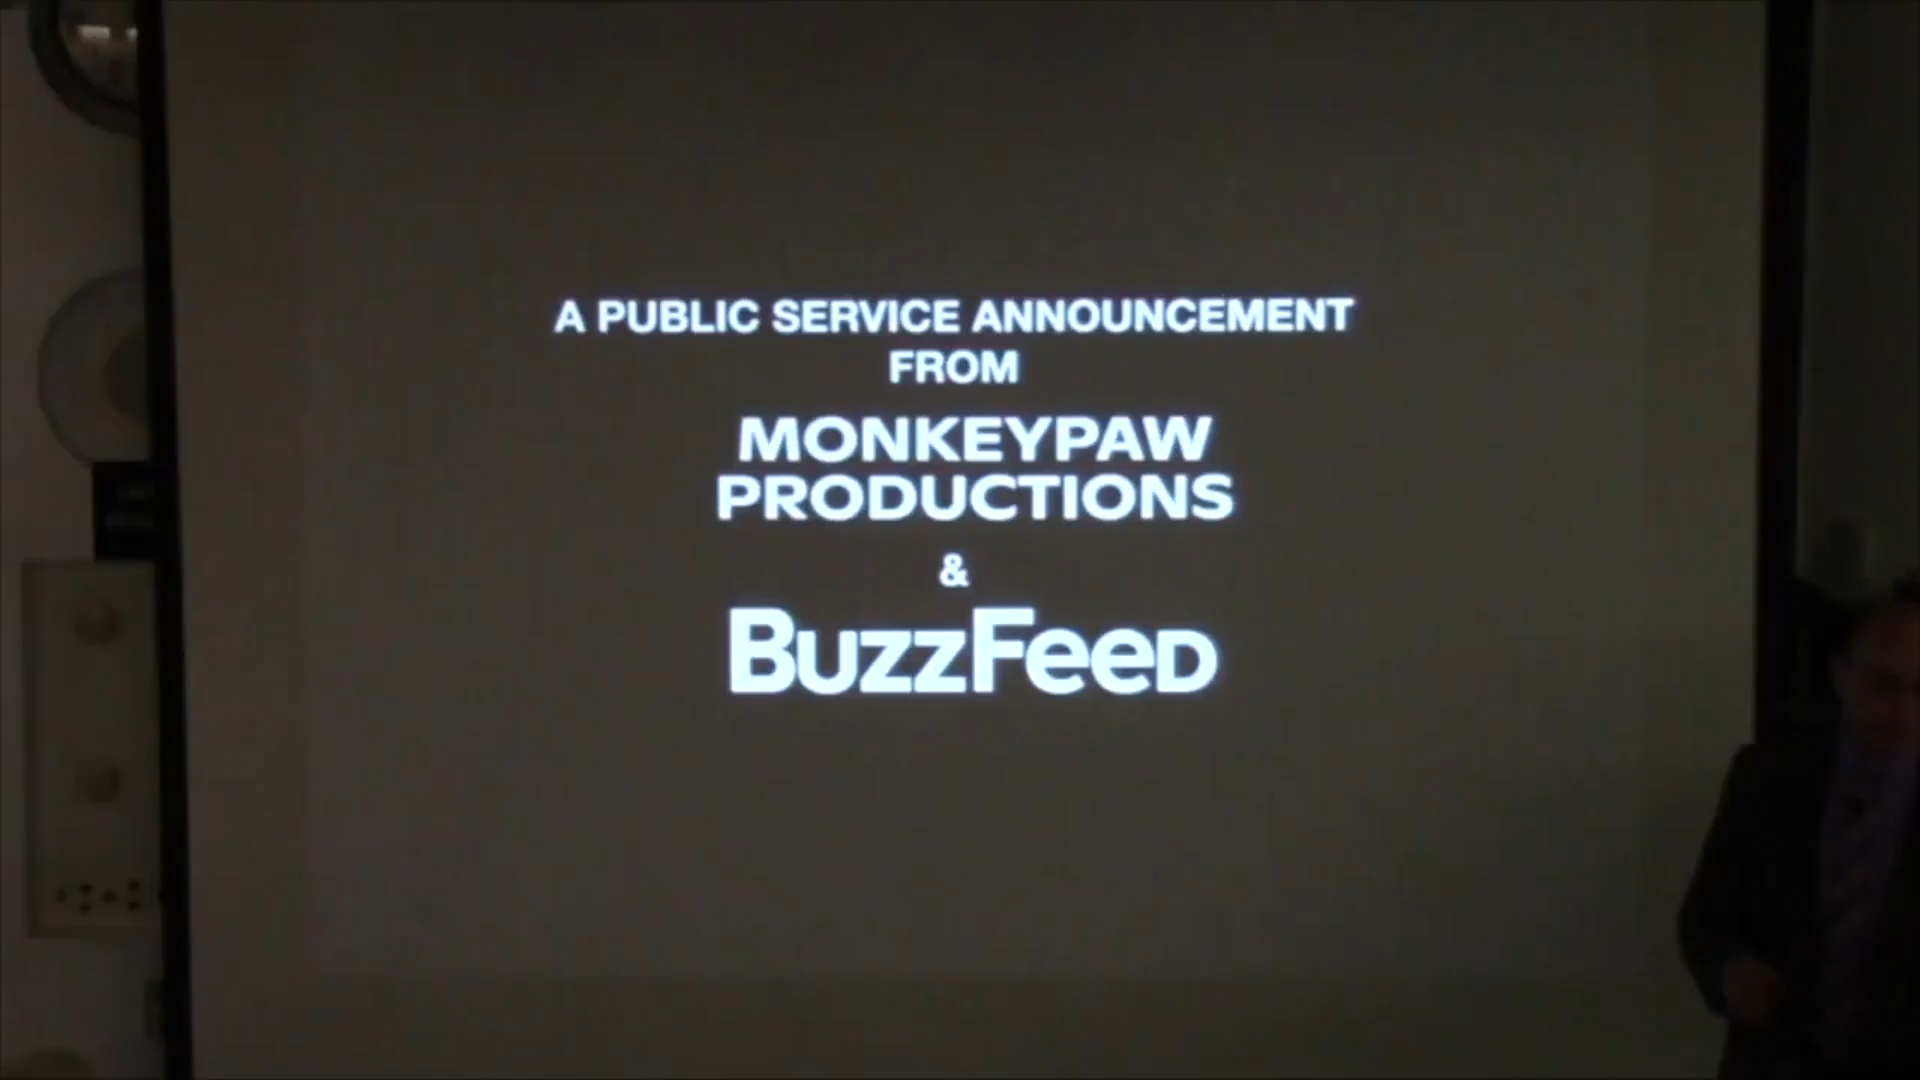 A PUBLIC SERVICE ANNOUNCEMENT
FROM
MONKEYPAW
PRODUCTIONS
&
BuzzFeeD